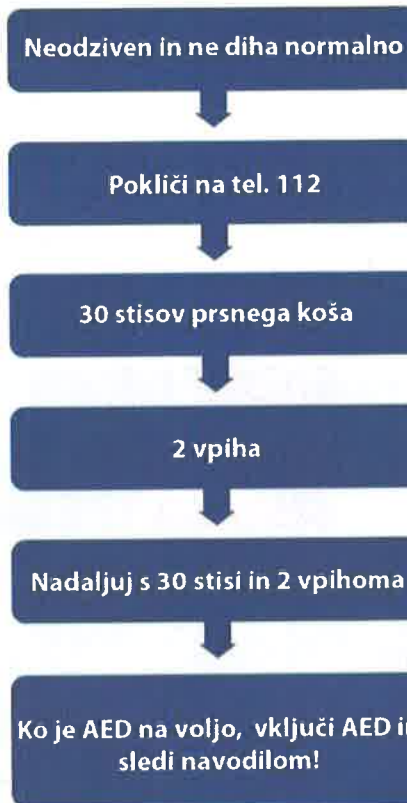 Neodziven in ne diha normalno
Pokliči na tel. 112
30 stisov prsnega koša
2 vpiha
Nadaljuj s 30 stisi in 2 vpihoma
Ko je AED na voljo, vključi AED in
sledi navodilom!